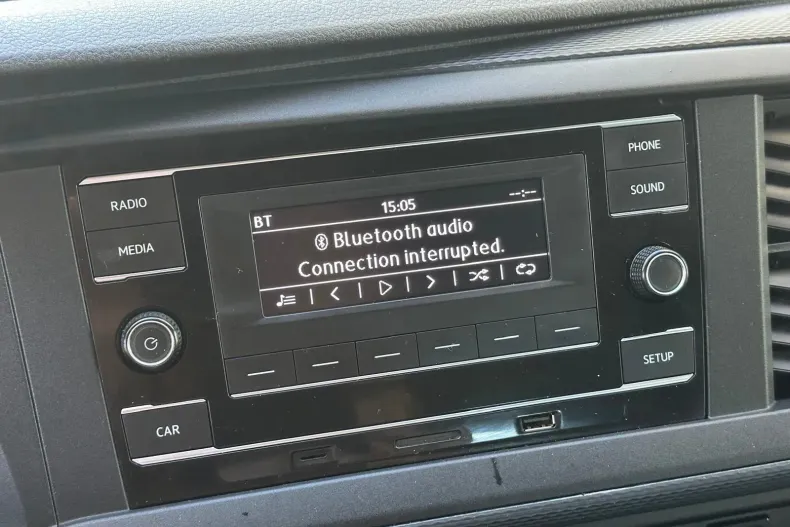 PHONE
RADIO
SOUND
MEDIA
BT
15:05
--:--
Bluetooth audio
Connection interrupted.
SETUP
CAR